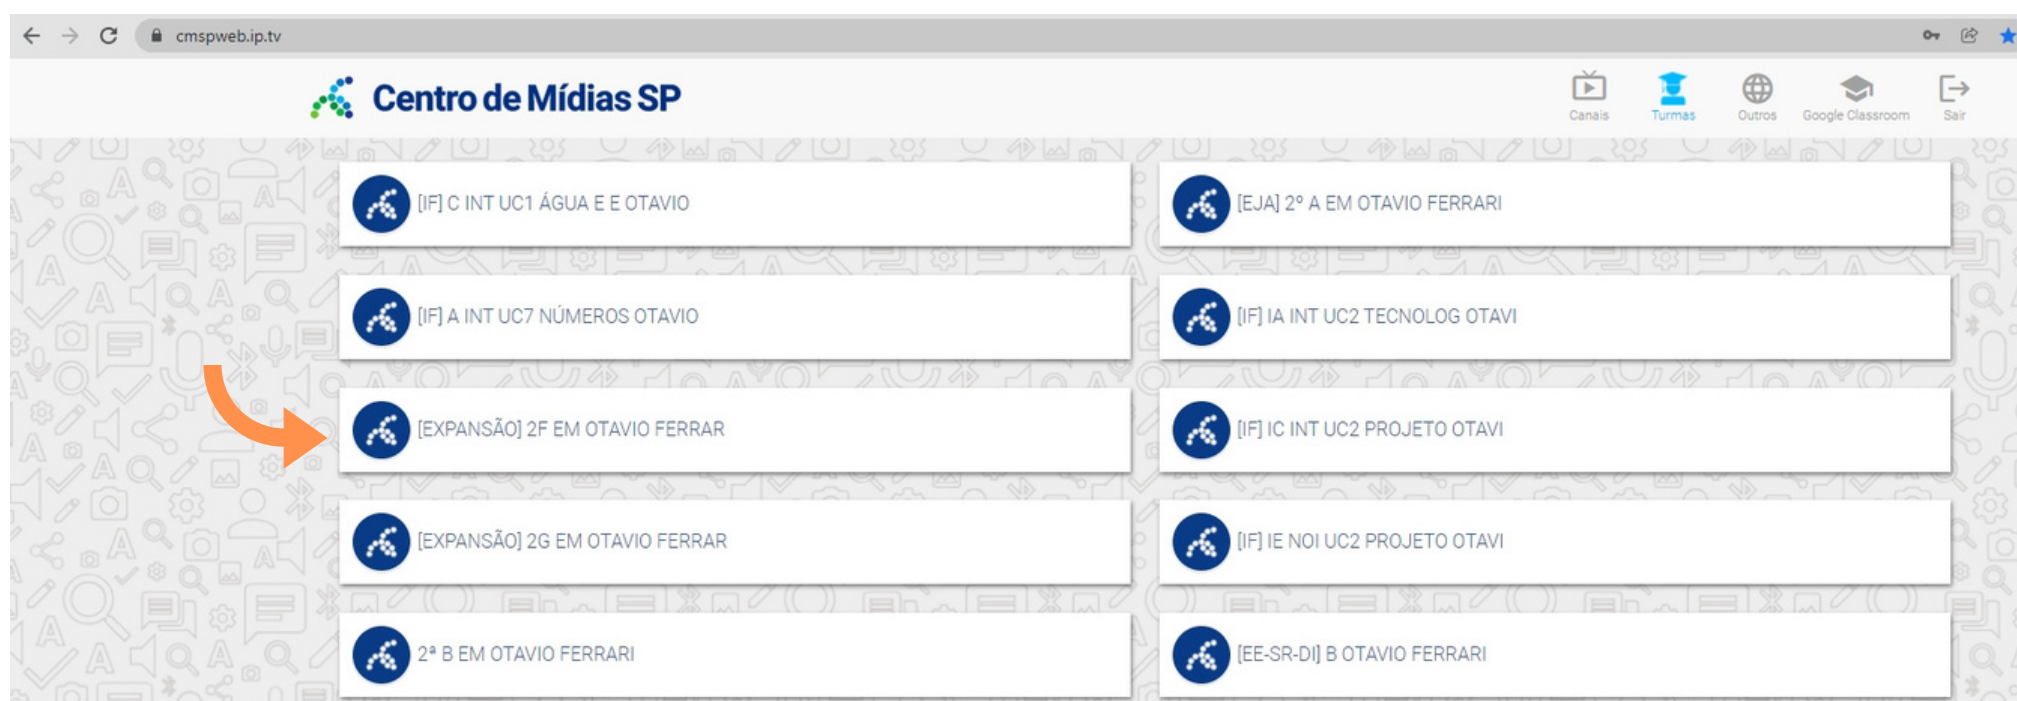 cmspweb.ip.tv
Centro de Mídias SP
Canais
Turmas
Outros
Google Classroom
Sair
[IF] C INT UC1 ÁGUA E E OTAVIO
[EJA] 2º A EM OTAVIO FERRARI
[IF] A INT UC7 NÚMEROS OTAVIO
[IF] IA INT UC2 TECNOLOG OTAVI
[EXPANSÃO] 2F EM OTAVIO FERRAR
[IF] IC INT UC2 PROJETO OTAVI
[EXPANSÃO] 2G EM OTAVIO FERRAR
[IF] IE NOI UC2 PROJETO OTAVI
2ª B EM OTAVIO FERRARI
[EE-SR-DI] B OTAVIO FERRARI